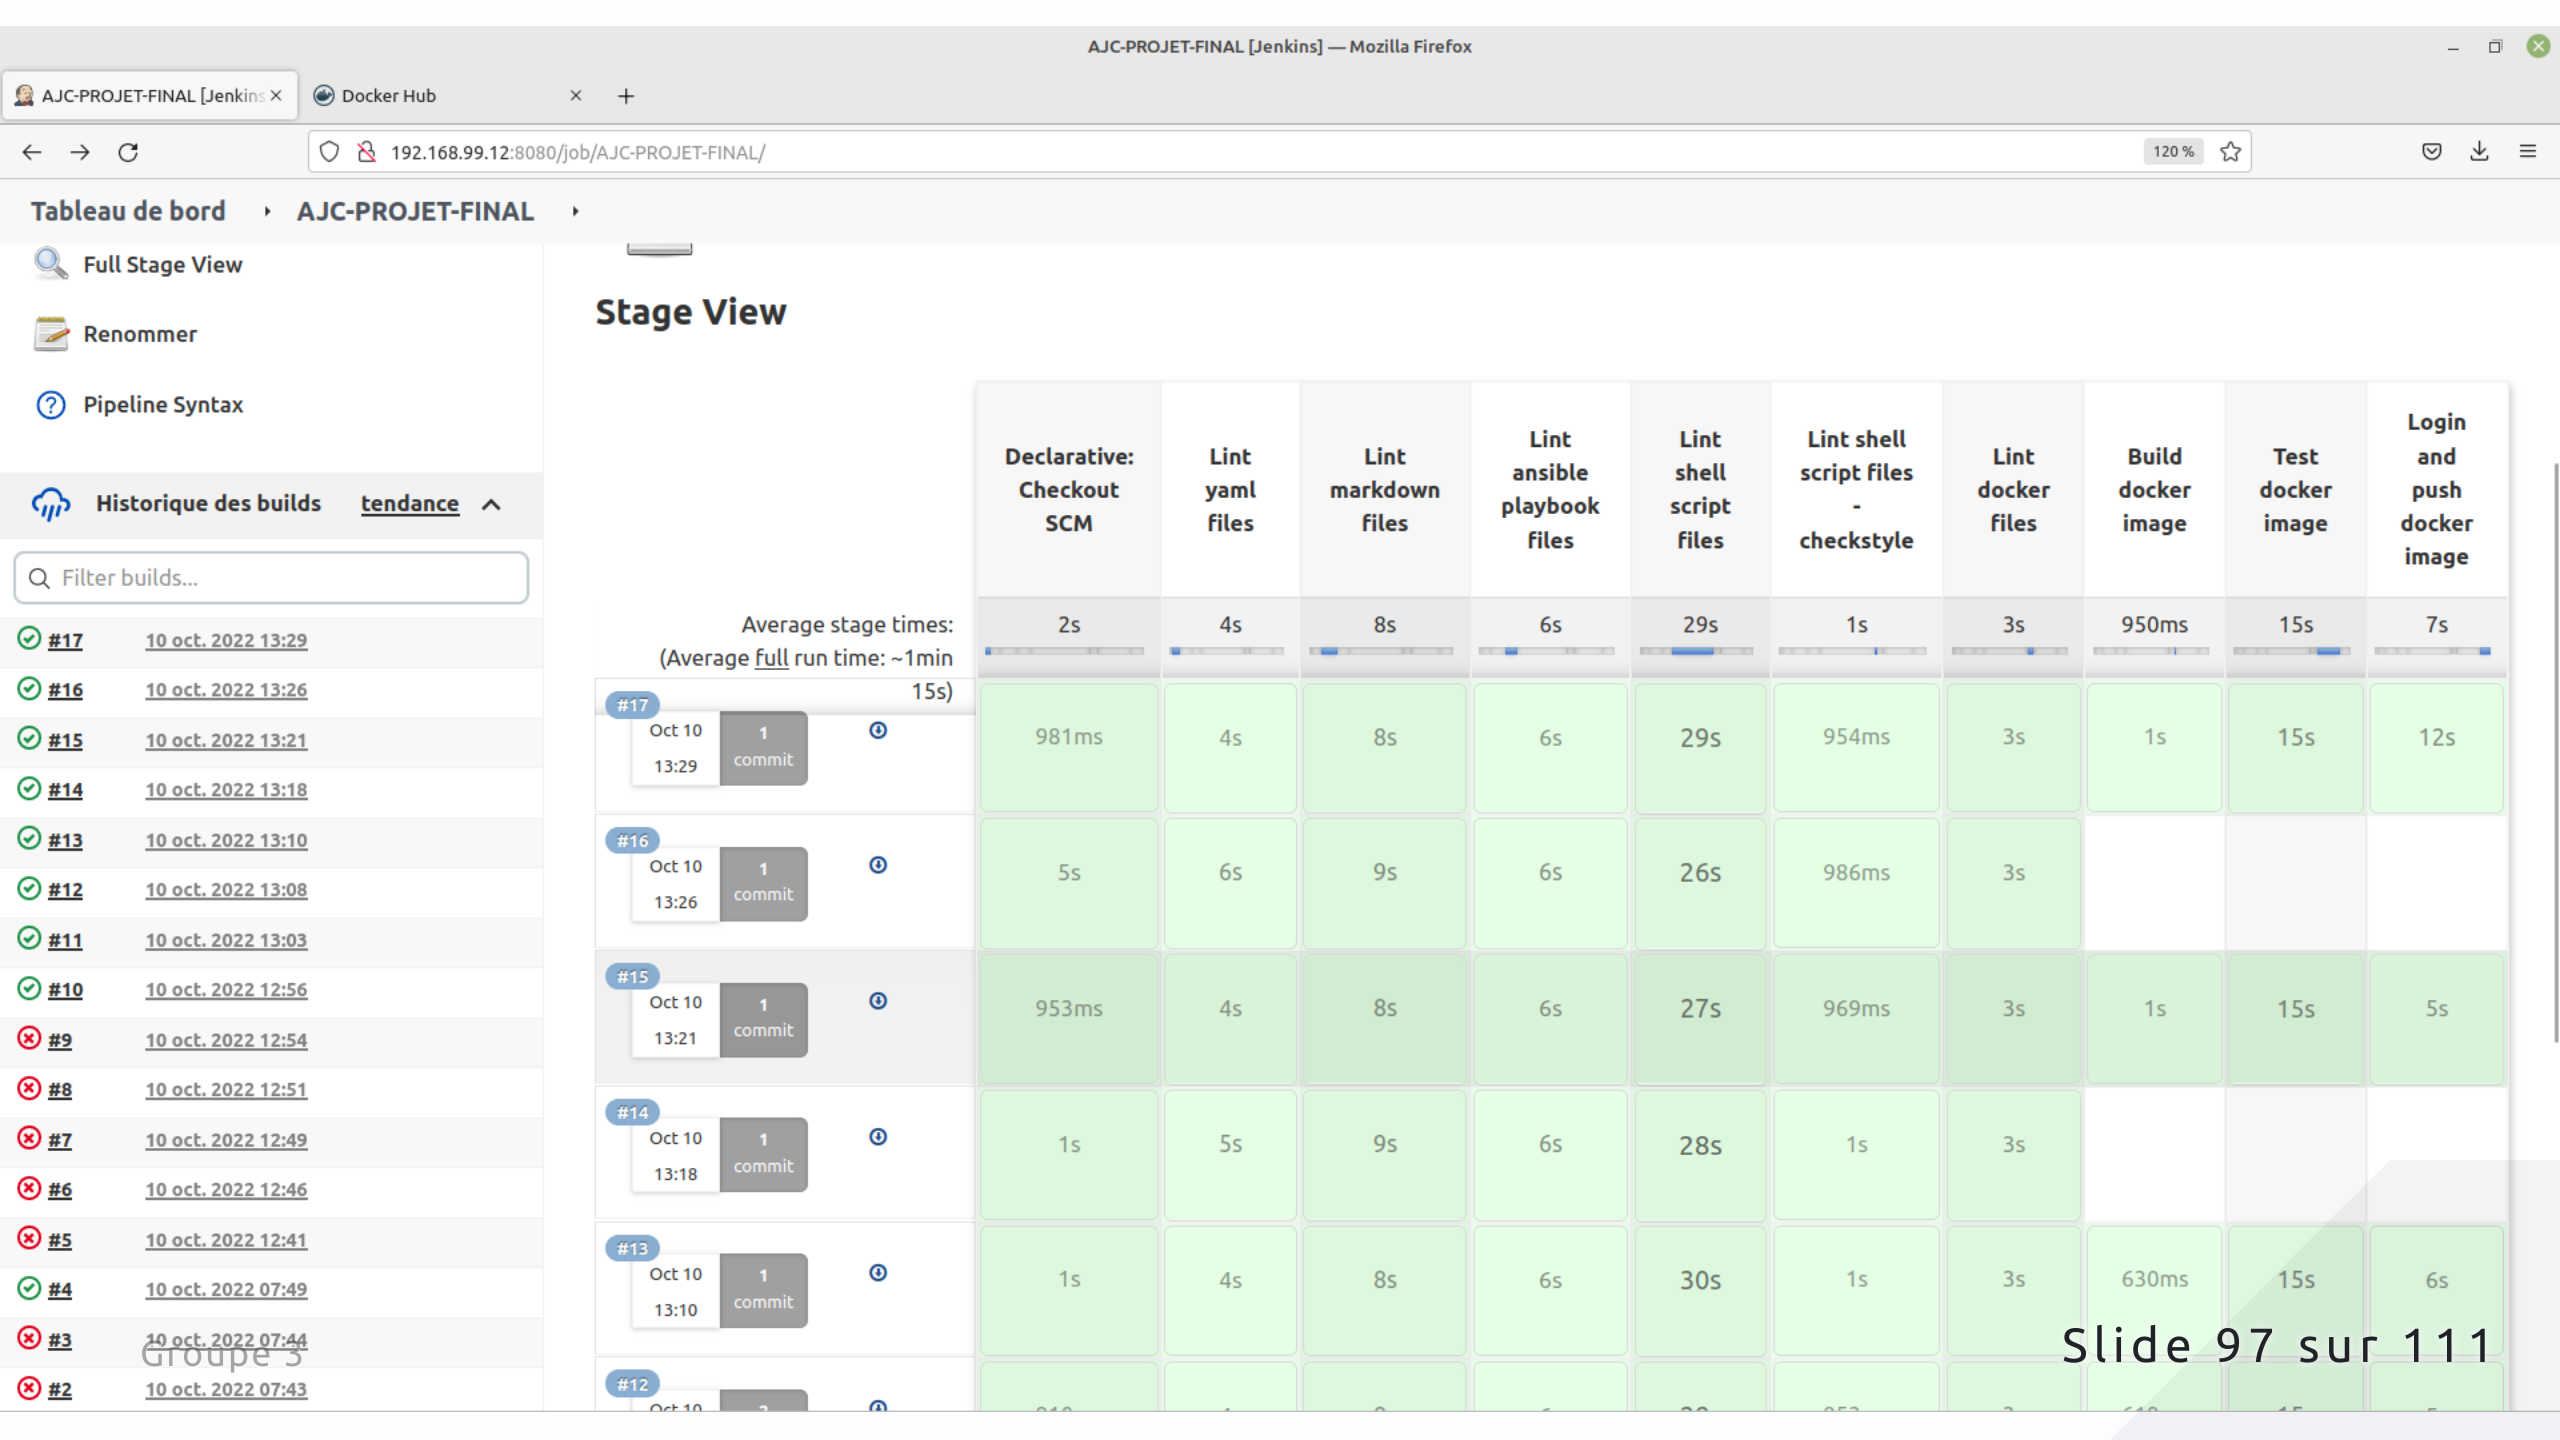 AJC-PROJET-FINAL [Jenkins] — Mozilla Firefox
AJC-PROJET-FINAL [Jenkins
Docker Hub
192.168.99.12:8080/job/AJC-PROJET-FINAL/
120 %
Tableau de bord
AJC-PROJET-FINAL
Full Stage View
Renommer
Pipeline Syntax
Historique des builds
tendance
Filter builds...
#17 10 oct. 2022 13:29
#16 10 oct. 2022 13:26
#15 10 oct. 2022 13:21
#14 10 oct. 2022 13:18
#13 10 oct. 2022 13:10
#12 10 oct. 2022 13:08
#11 10 oct. 2022 13:03
#10 10 oct. 2022 12:56
#9 10 oct. 2022 12:54
#8 10 oct. 2022 12:51
#7 10 oct. 2022 12:49
#6 10 oct. 2022 12:46
#5 10 oct. 2022 12:41
#4 10 oct. 2022 07:49
#3 10 oct. 2022 07:44
Groupe 3
#2 10 oct. 2022 07:43
Stage View
Declarative:
Checkout
SCM
Lint
yaml
files
Lint
markdown
files
Lint
ansible
playbook
files
Lint
shell
script
files
Lint shell
script files
-
checkstyle
Lint
docker
files
Build
docker
image
Test
docker
image
Login
and
push
docker
image
Average stage times:
(Average full run time: ~1min
15s)
2s 4s 8s 6s 29s 1s 3s 950ms 15s 7s
#17
Oct 10
13:29
1
commit
981ms 4s 8s 6s 29s 954ms 3s 1s 15s 12s
#16
Oct 10
13:26
1
commit
5s 6s 9s 6s 26s 986ms 3s
#15
Oct 10
13:21
1
commit
953ms 4s 8s 6s 27s 969ms 3s 1s 15s 5s
#14
Oct 10
13:18
1
commit
1s 5s 9s 6s 28s 1s 3s
#13
Oct 10
13:10
1
commit
1s 4s 8s 6s 30s 1s 3s 630ms 15s 6s
#12
Oct 10
Slide 97 sur 111